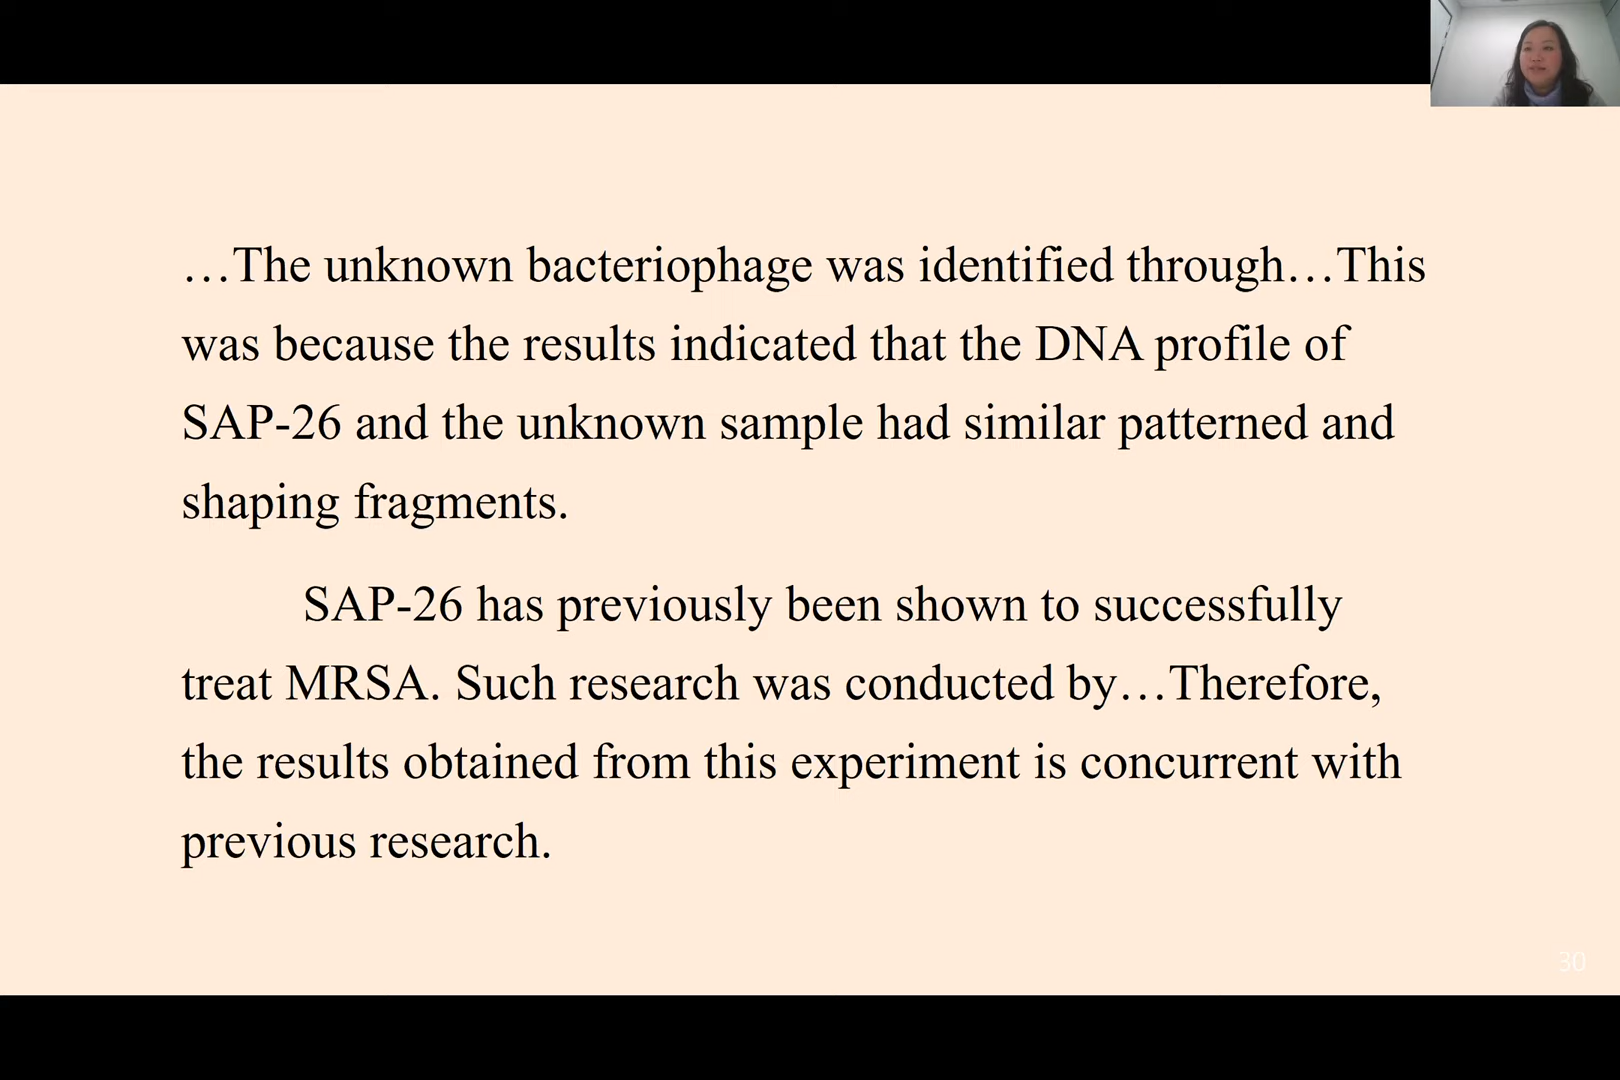 …The unknown bacteriophage was identified through…This
was because the results indicated that the DNA profile of
SAP-26 and the unknown sample had similar patterned and
shaping fragments.
SAP-26 has previously been shown to successfully
treat MRSA. Such research was conducted by…Therefore,
the results obtained from this experiment is concurrent with
previous research.
30